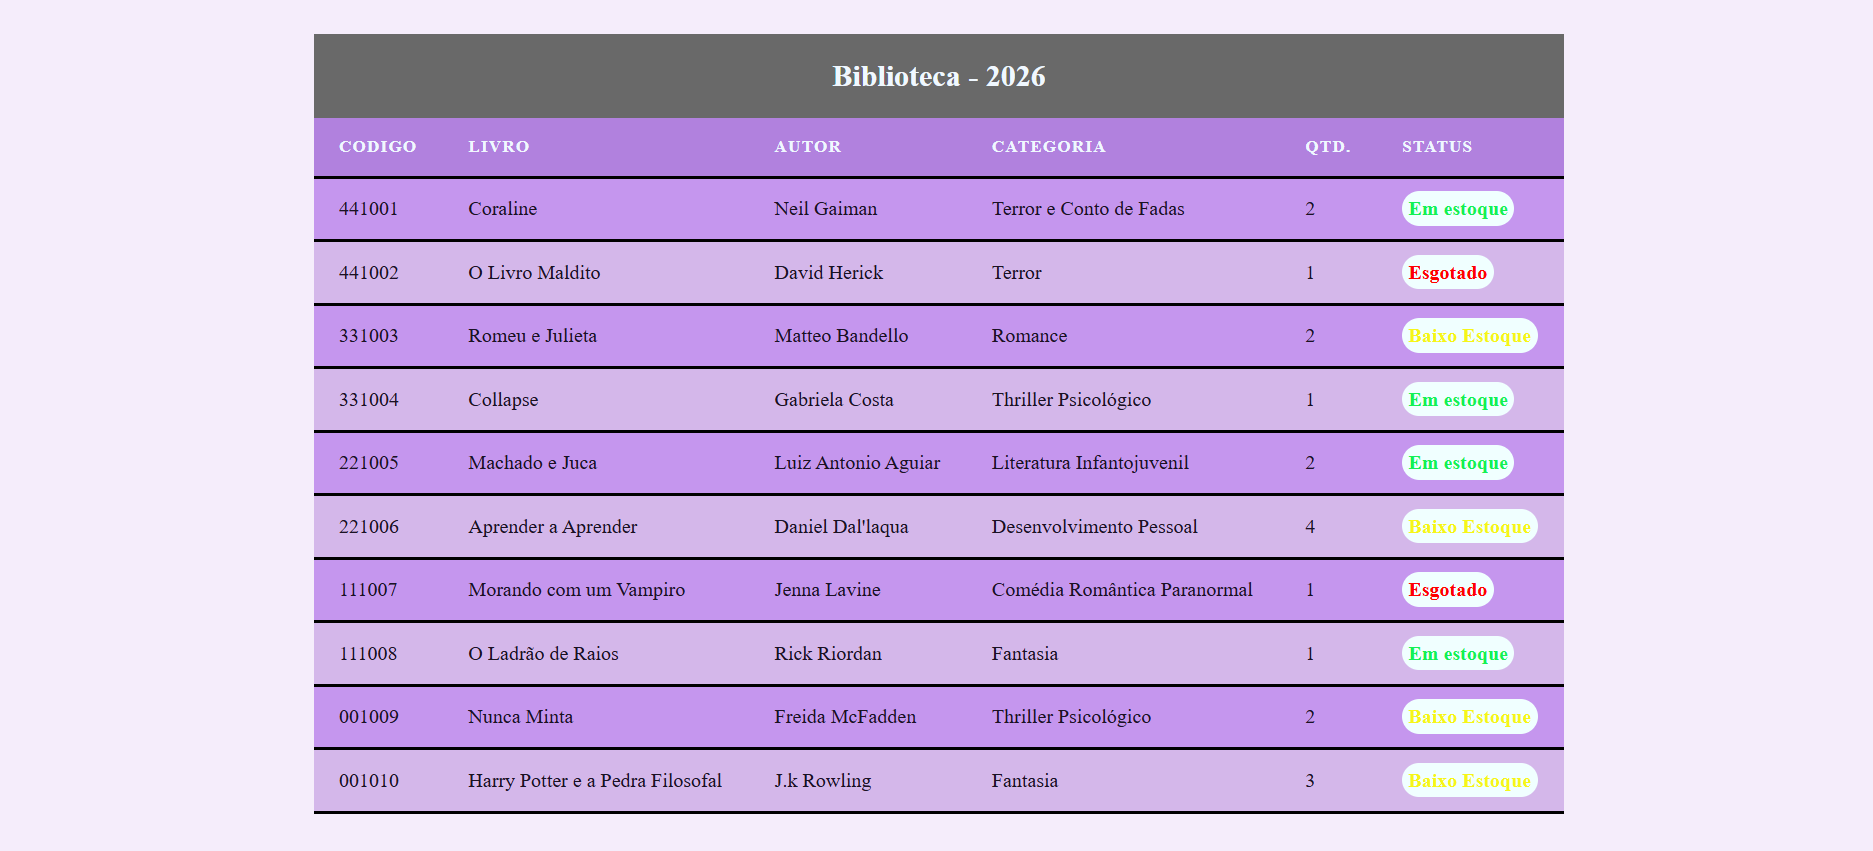 Biblioteca - 2026
CODIGO LIVRO AUTOR CATEGORIA QTD. STATUS
441001 Coraline Neil Gaiman Terror e Conto de Fadas 2 Em estoque
441002 O Livro Maldito David Herick Terror 1 Esgotado
331003 Romeu e Julieta Matteo Bandello Romance 2 Baixo Estoque
331004 Collapse Gabriela Costa Thriller Psicológico 1 Em estoque
221005 Machado e Juca Luiz Antonio Aguiar Literatura Infantojuvenil 2 Em estoque
221006 Aprender a Aprender Daniel Dal'laqua Desenvolvimento Pessoal 4 Baixo Estoque
111007 Morando com um Vampiro Jenna Lavine Comédia Romântica Paranormal 1 Esgotado
111008 O Ladrão de Raios Rick Riordan Fantasia 1 Em estoque
001009 Nunca Minta Freida McFadden Thriller Psicológico 2 Baixo Estoque
001010 Harry Potter e a Pedra Filosofal J.k Rowling Fantasia 3 Baixo Estoque